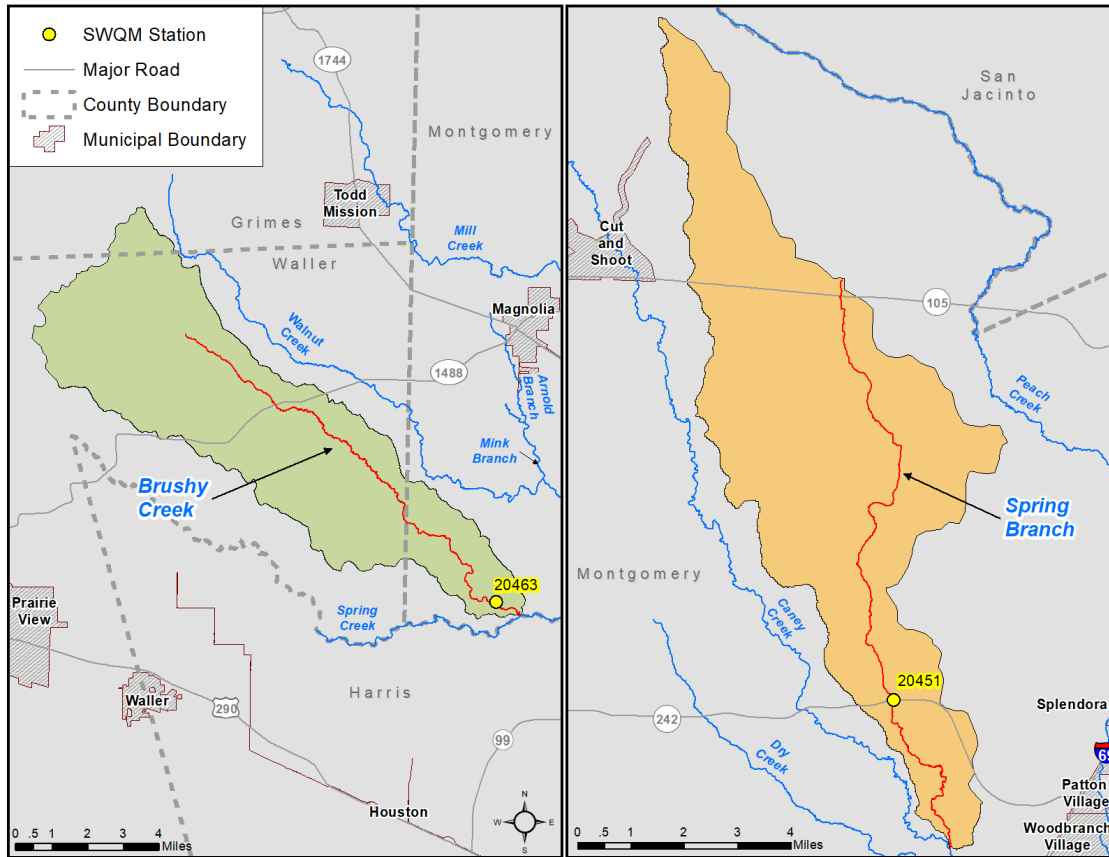 SWQM Station
Major Road
County Boundary
Municipal Boundary
1744
Montgomery
Todd
Mission
Grimes
Waller
Mill
Creek
Magnolia
Walnut
Creek
1488
Arnold
Branch
Mink
Branch
Brushy
Creek
20463
Prairie
View
Spring
Creek
Waller
Harris
290
99
Houston
N
W
E
S
0 .5 1 2 3 4
Miles
San
Jacinto
Cut
and
Shoot
105
Peach
Creek
Spring
Branch
Montgomery
Caney
Creek
20451
242
Dry
Creek
Splendora
Patton
Village
Woodbranch
Village
0 .5 1 2 3 4
Miles